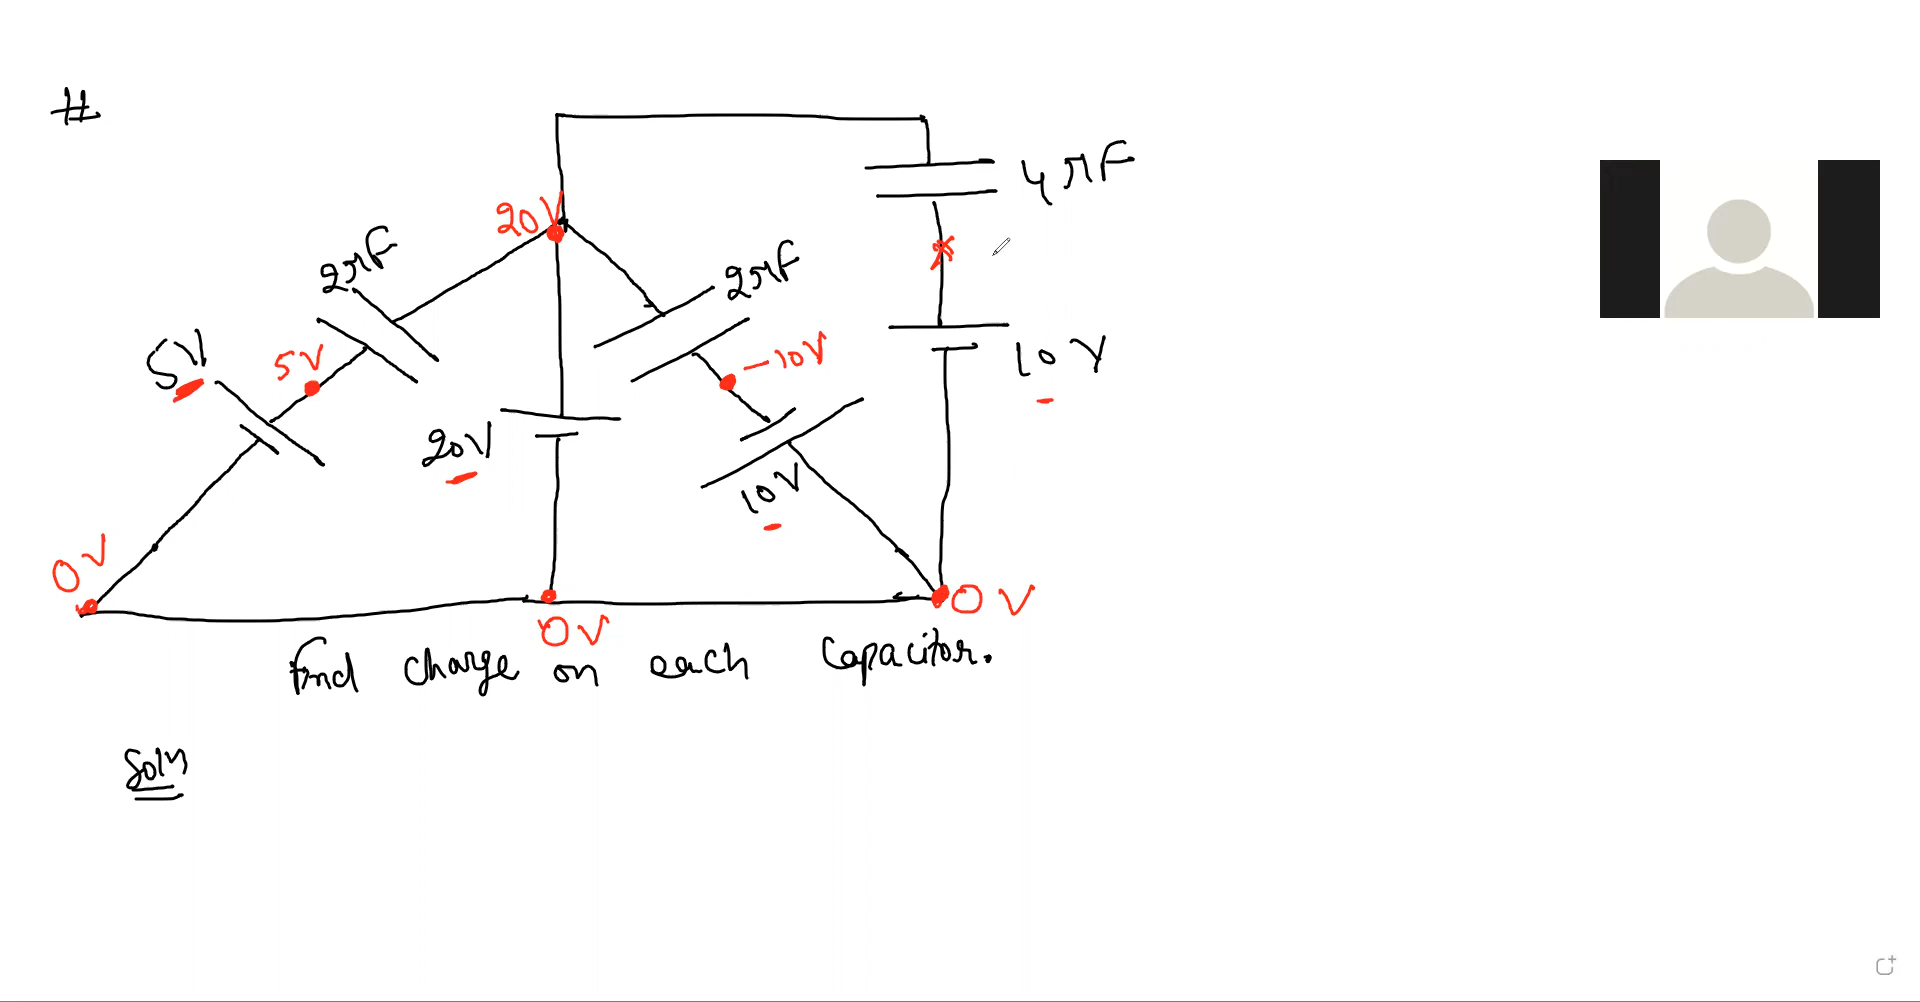 #
4μF
20V
2μF
2μF
5V
5V
-10V
10V
20V
10V
0V
0V
0V
Find charge on each Capacitor.
Soln